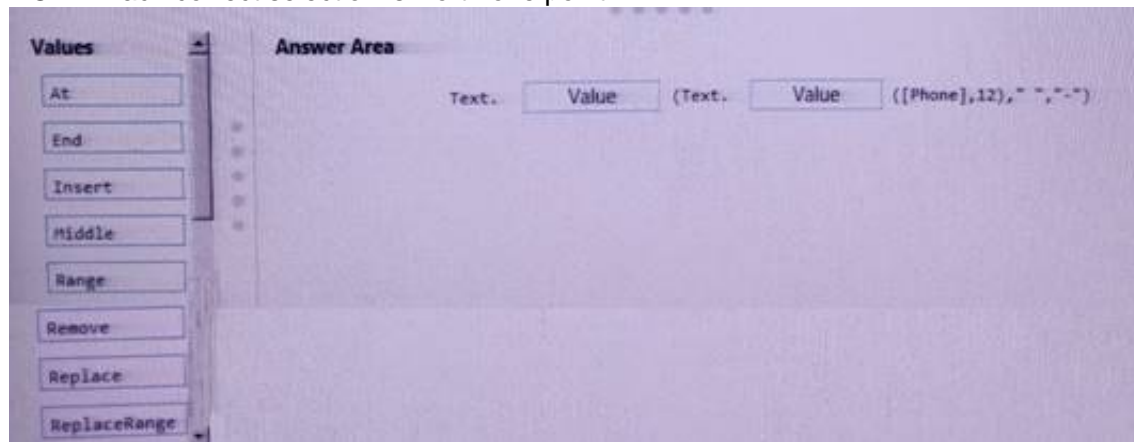 Values
Answer Area
At
Text. Value (Text. Value ([Phone],12)," ","-")
End
Insert
Middle
Range
Remove
Replace
ReplaceRange